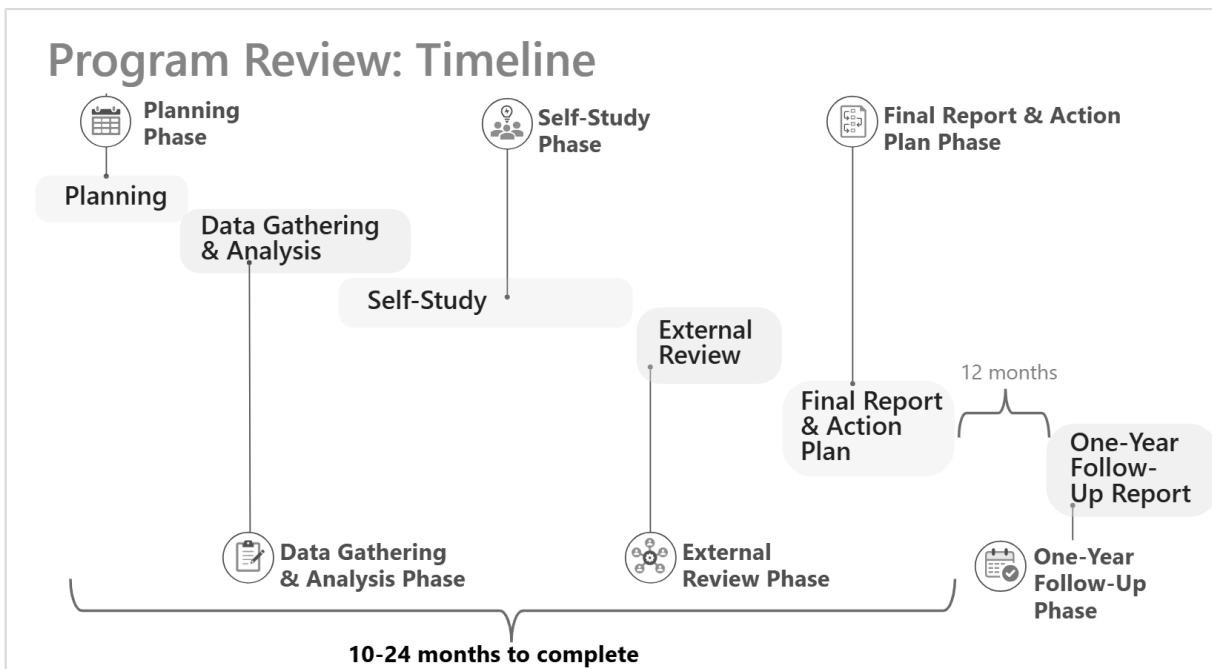 Program Review: Timeline
Planning
Phase
Self-Study
Phase
Final Report & Action
Plan Phase
Planning
Data Gathering
& Analysis
Self-Study
External
Review
12 months
Final Report
& Action
Plan
One-Year
Follow-
Up Report
Data Gathering
& Analysis Phase
External
Review Phase
One-Year
Follow-Up
Phase
10-24 months to complete